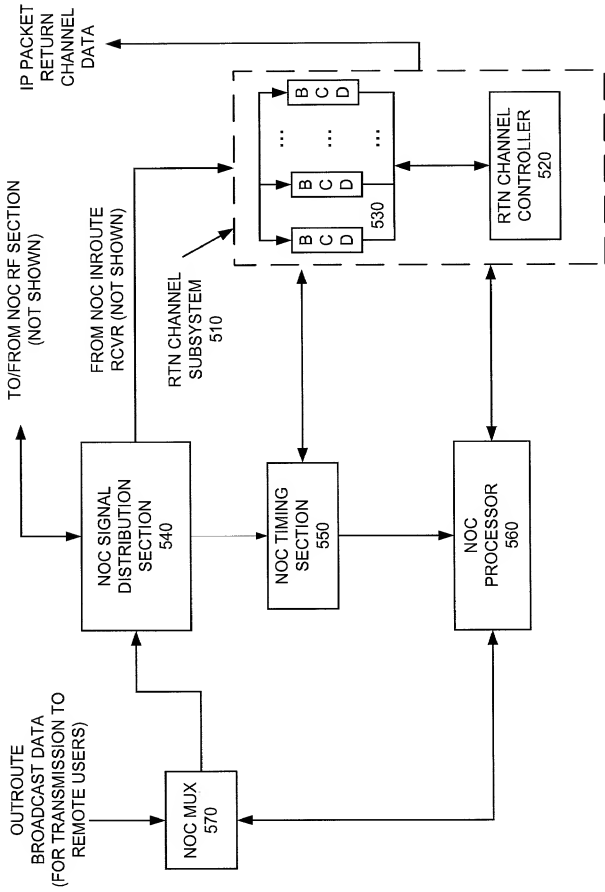 OUTROUTE
BROADCAST DATA
(FOR TRANSMISSION TO
REMOTE USERS)
NOC MUX
570
TO/FROM NOC RF SECTION
(NOT SHOWN)
NOC SIGNAL
DISTRIBUTION
SECTION
540
FROM NOC INROUTE
RCVR (NOT SHOWN)
NOC TIMING
SECTION
550
NOC
PROCESSOR
560
RTN CHANNEL
SUBSYSTEM
510
IP PACKET
RETURN
CHANNEL
DATA
B
C
D
B
C
D
...
...
...
B
C
D
530
RTN CHANNEL
CONTROLLER
520